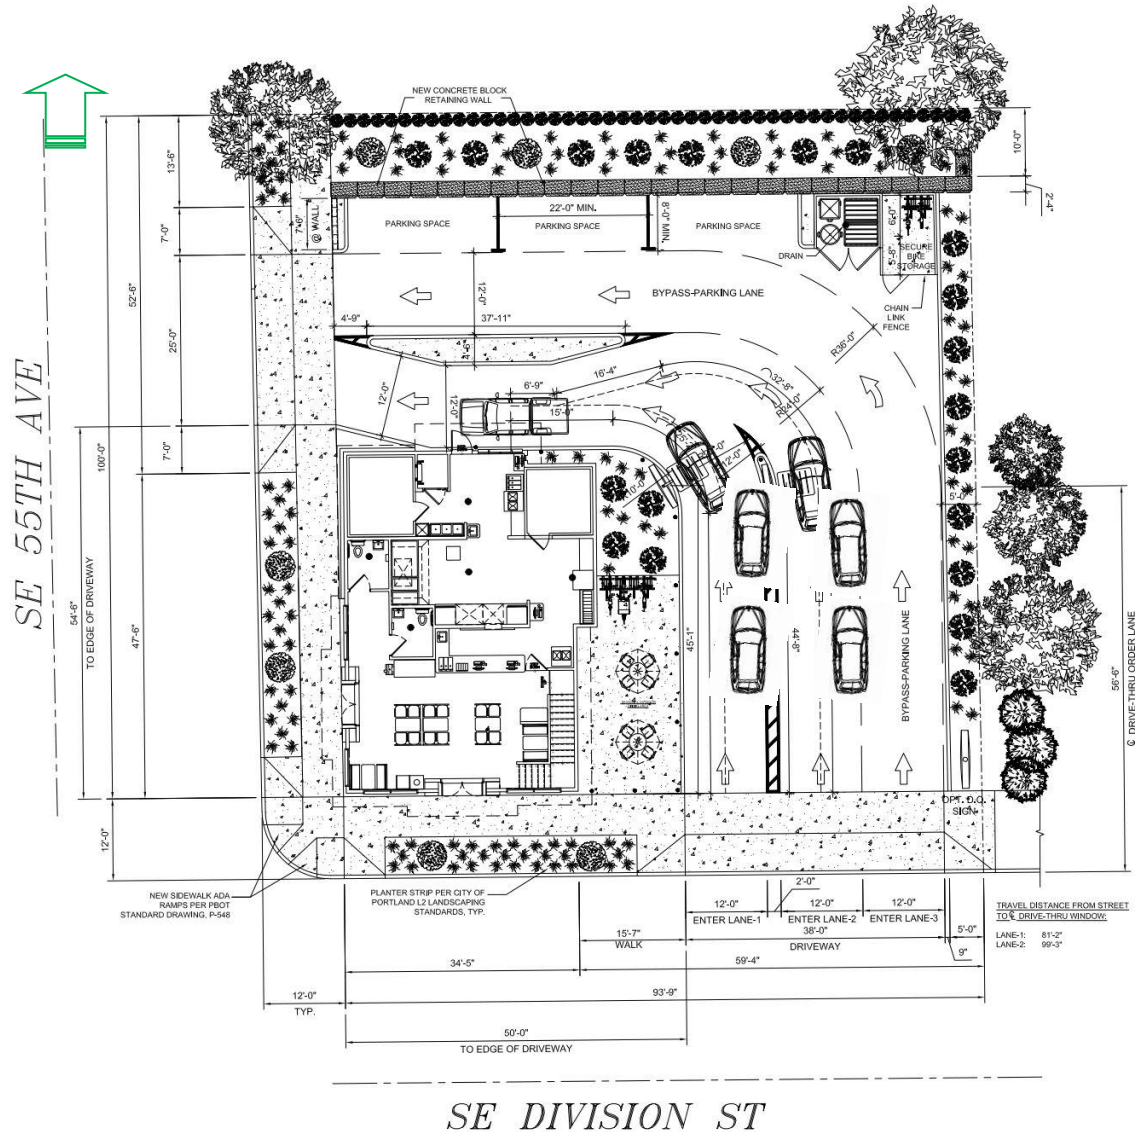 NEW CONCRETE BLOCK
RETAINING WALL
10'-0"
2'-4"
13'-6"
7'-0"
52'-6"
25'-0"
7'-0"
100'-0"
54'-6"
TO EDGE OF DRIVEWAY
47'-6"
12'-0"
SE 55TH AVE
7'-6"
@ WALL
PARKING SPACE
22'-0" MIN.
PARKING SPACE
8'-0" MIN.
PARKING SPACE
DRAIN
6'-0"
5'-8"
SECURE
BIKE
STORAGE
CHAIN
LINK
FENCE
12'-0"
BYPASS-PARKING LANE
4'-9"
37'-11"
4'-6"
R36'-0"
12'-0"
12'-0"
6'-9"
16'-4"
15'-0"
32'-8"
R24'-0"
12'-0"
10'-0"
5'-0"
45'-1"
44'-8"
BYPASS-PARKING LANE
56'-6"
℄ DRIVE-THRU ORDER LANE
OPT. D.O.
SIGN
NEW SIDEWALK ADA
RAMPS PER PBOT
STANDARD DRAWING, P-548
PLANTER STRIP PER CITY OF
PORTLAND L2 LANDSCAPING
STANDARDS, TYP.
2'-0"
12'-0"
12'-0"
12'-0"
ENTER LANE-1
ENTER LANE-2
ENTER LANE-3
15'-7"
WALK
38'-0"
DRIVEWAY
5'-0"
9"
34'-5"
59'-4"
12'-0"
TYP.
93'-9"
50'-0"
TO EDGE OF DRIVEWAY
TRAVEL DISTANCE FROM STREET
TO ℄ DRIVE-THRU WINDOW:
LANE-1: 81'-2"
LANE-2: 99'-3"
SE DIVISION ST